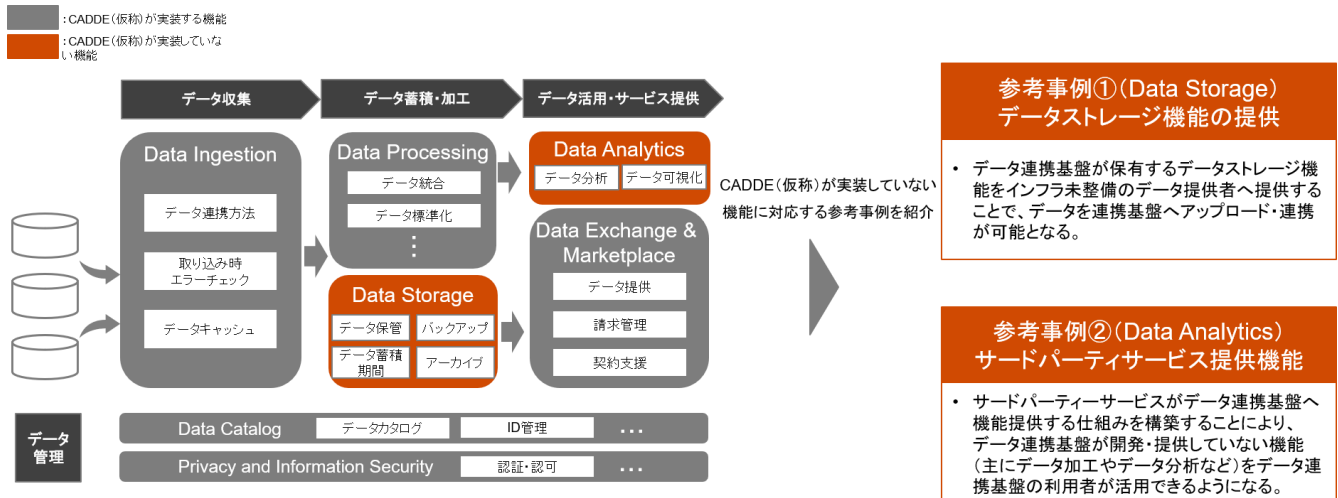 ：CADDE（仮称）が実装する機能
：CADDE（仮称）が実装していな
い機能
データ収集
データ蓄積・加工
データ活用・サービス提供
Data Ingestion
データ連携方法
取り込み時
エラーチェック
データキャッシュ
Data Processing
データ統合
データ標準化
⋮
Data Storage
データ保管
バックアップ
データ蓄積
期間
アーカイブ
Data Analytics
データ分析
データ可視化
Data Exchange &
Marketplace
データ提供
請求管理
契約支援
データ
管理
Data Catalog
データカタログ
ID管理
...
Privacy and Information Security
認証・認可
...
CADDE（仮称）が実装していない
機能に対応する参考事例を紹介
参考事例①（Data Storage）
データストレージ機能の提供
• データ連携基盤が保有するデータストレージ機
能をインフラ未整備のデータ提供者へ提供する
ことで、データを連携基盤へアップロード・連携
が可能となる。
参考事例②（Data Analytics）
サードパーティサービス提供機能
• サードパーティーサービスがデータ連携基盤へ
機能提供する仕組みを構築することにより、
データ連携基盤が開発・提供していない機能
（主にデータ加工やデータ分析など）をデータ連
携基盤の利用者が活用できるようになる。